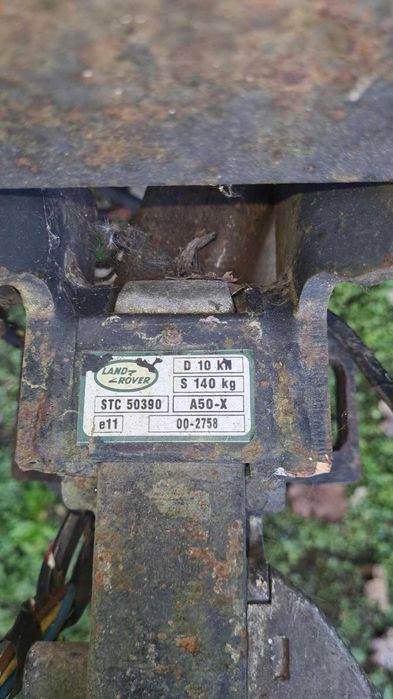 LAND-
ROVER
D 10 kN
S 140 kg
STC 50390
A50-X
e11
00-2758